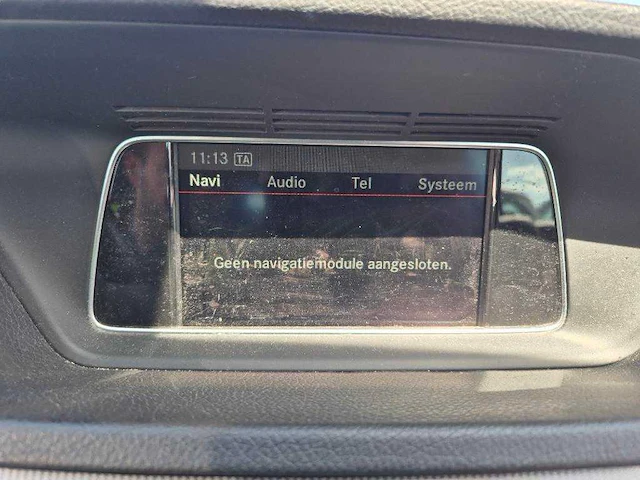 11:13 TA
Navi Audio Tel Systeem
Geen navigatiemodule aangesloten.